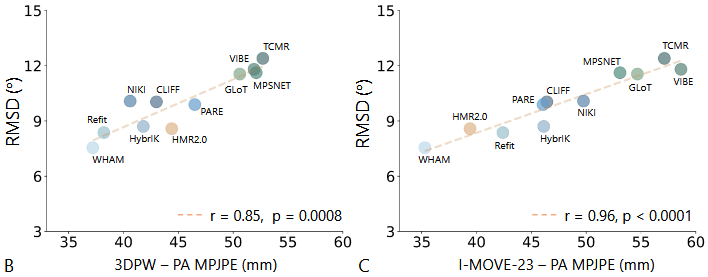 15
12
9
6
3
RMSD (°)
TCMR
VIBE
GLoT
MPSNET
NIKI
CLIFF
PARE
Refit
HybrIK
HMR2.0
WHAM
r = 0.85, p = 0.0008
35 40 45 50 55 60
B 3DPW – PA MPJPE (mm)
15
12
9
6
3
RMSD (°)
TCMR
MPSNET
GLoT
VIBE
CLIFF
PARE
NIKI
HMR2.0
Refit
HybrIK
WHAM
r = 0.96, p < 0.0001
35 40 45 50 55 60
C I-MOVE-23 – PA MPJPE (mm)